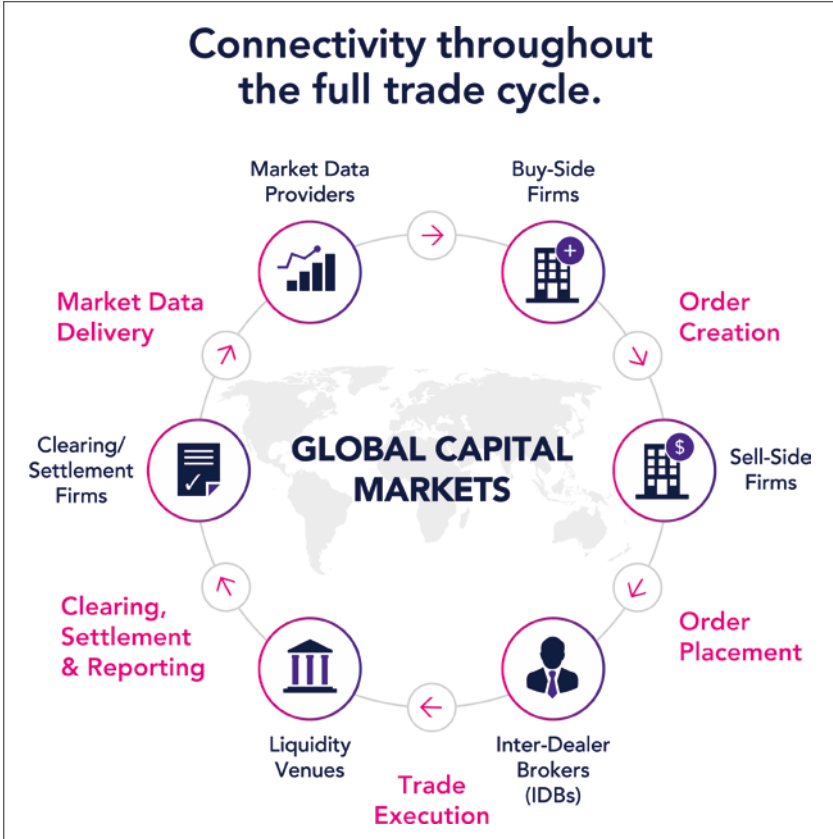 Connectivity throughout
the full trade cycle.
Market Data
Providers
Buy-Side
Firms
+
Market Data
Delivery
Order
Creation
Clearing/
Settlement
Firms
GLOBAL CAPITAL
MARKETS
$
Sell-Side
Firms
Clearing,
Settlement
& Reporting
Order
Placement
Liquidity
Venues
Trade
Execution
Inter-Dealer
Brokers
(IDBs)